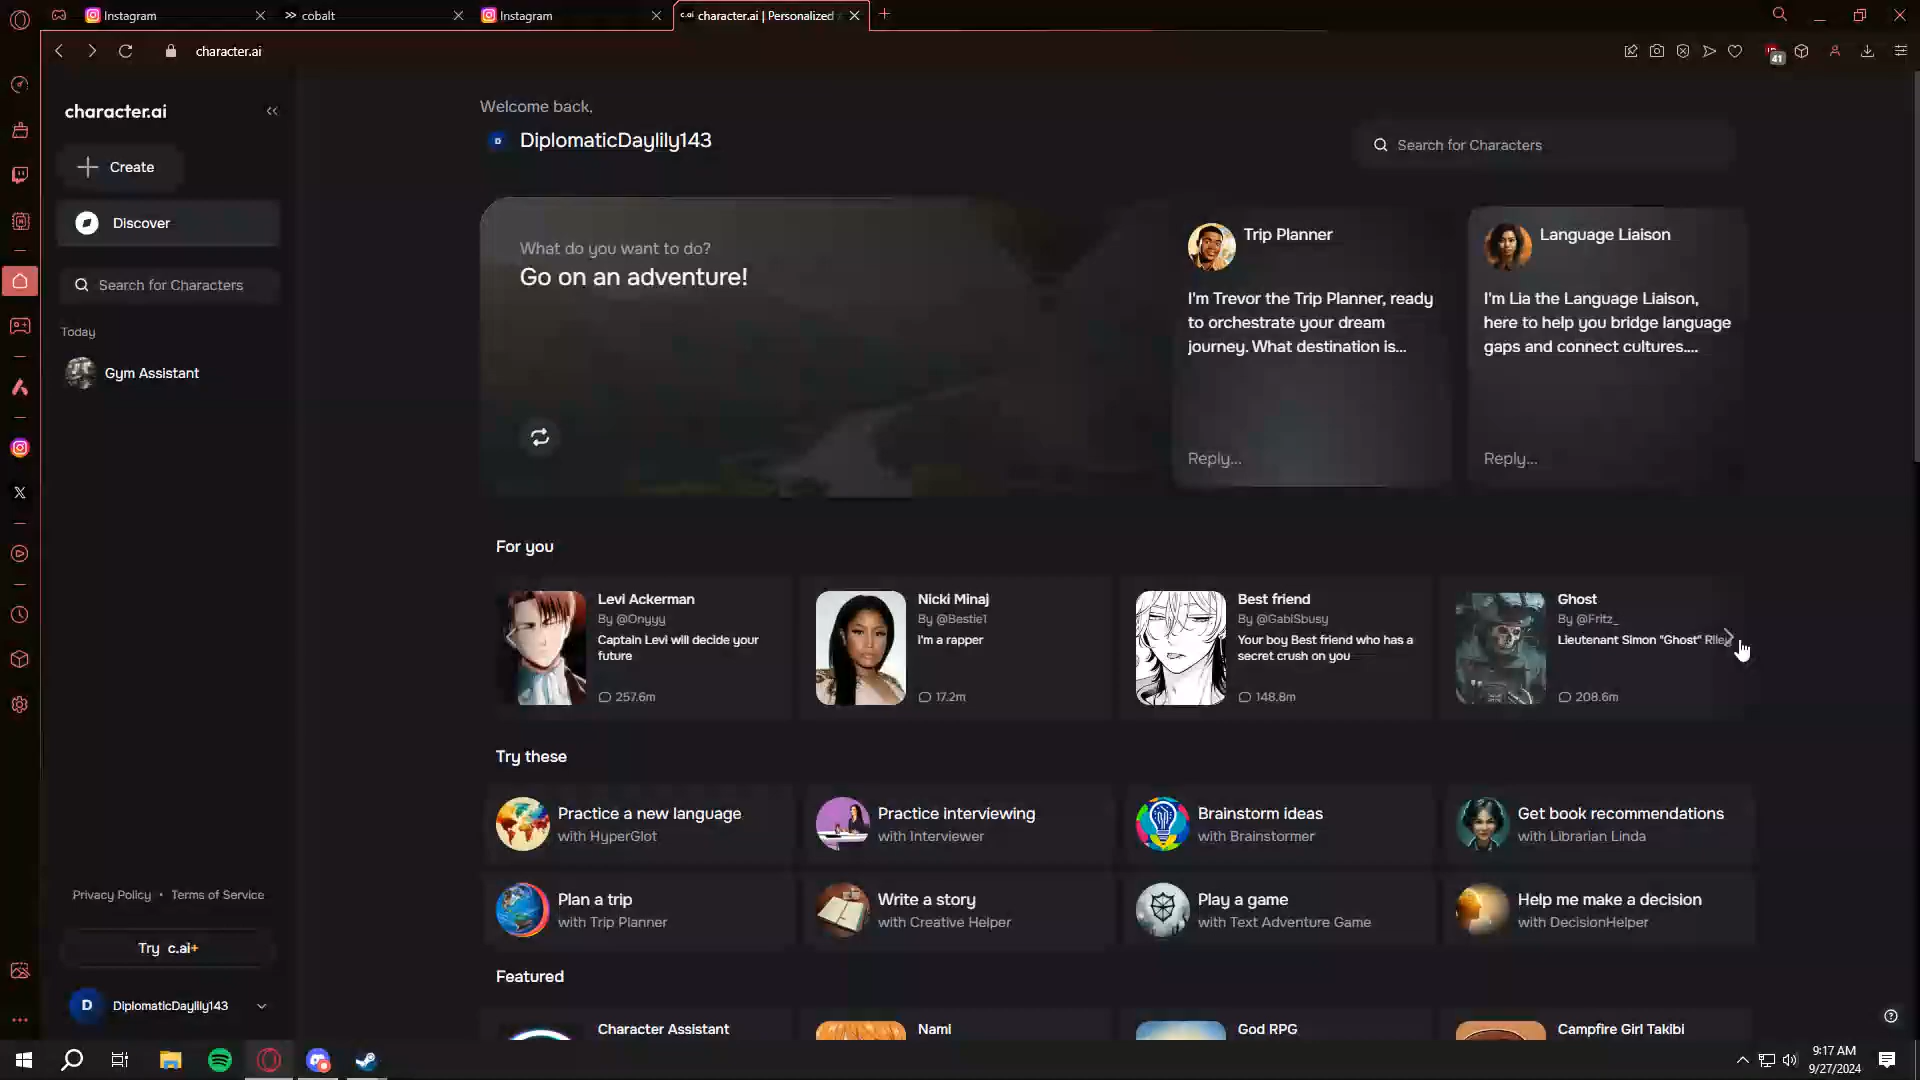 Instagram
cobalt
Instagram
c.ai character.ai | Personalized
character.ai
41
character.ai
Create
Discover
Search for Characters
Today
Gym Assistant
Privacy Policy • Terms of Service
Try c.ai+
D DiplomaticDaylily143
Welcome back,
D DiplomaticDaylily143
Search for Characters
What do you want to do?
Go on an adventure!
Trip Planner
I'm Trevor the Trip Planner, ready
to orchestrate your dream
journey. What destination is...
Reply...
Language Liaison
I'm Lia the Language Liaison,
here to help you bridge language
gaps and connect cultures....
Reply...
For you
Levi Ackerman
By @Onyyy
Captain Levi will decide your
future
257.6m
Nicki Minaj
By @Bestie1
I'm a rapper
17.2m
Best friend
By @GabiSbusy
Your boy Best friend who has a
secret crush on you
148.8m
Ghost
By @Fritz_
Lieutenant Simon "Ghost" Riley
208.6m
Try these
Practice a new language
with HyperGlot
Practice interviewing
with Interviewer
Brainstorm ideas
with Brainstormer
Get book recommendations
with Librarian Linda
Plan a trip
with Trip Planner
Write a story
with Creative Helper
Play a game
with Text Adventure Game
Help me make a decision
with DecisionHelper
Featured
Character Assistant
Nami
God RPG
Campfire Girl Takibi
9:17 AM
9/27/2024